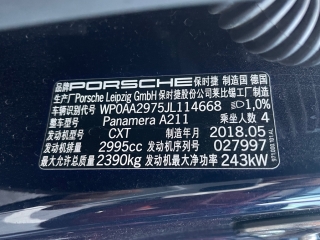 品牌 PORSCHE 保时捷 制造国 德国
生产厂 Porsche Leipzig GmbH 保时捷股份公司莱比锡工厂制造
车辆识别代号 WP0AA2975JL114668 1,0%
车辆型号 Panamera A211 乘坐人数 4
发动机型号 CXT 制造年月 2018.05
发动机排量 2995cc 发动机序列号 027997
最大允许总质量 2390kg 发动机最大净功率 243kW